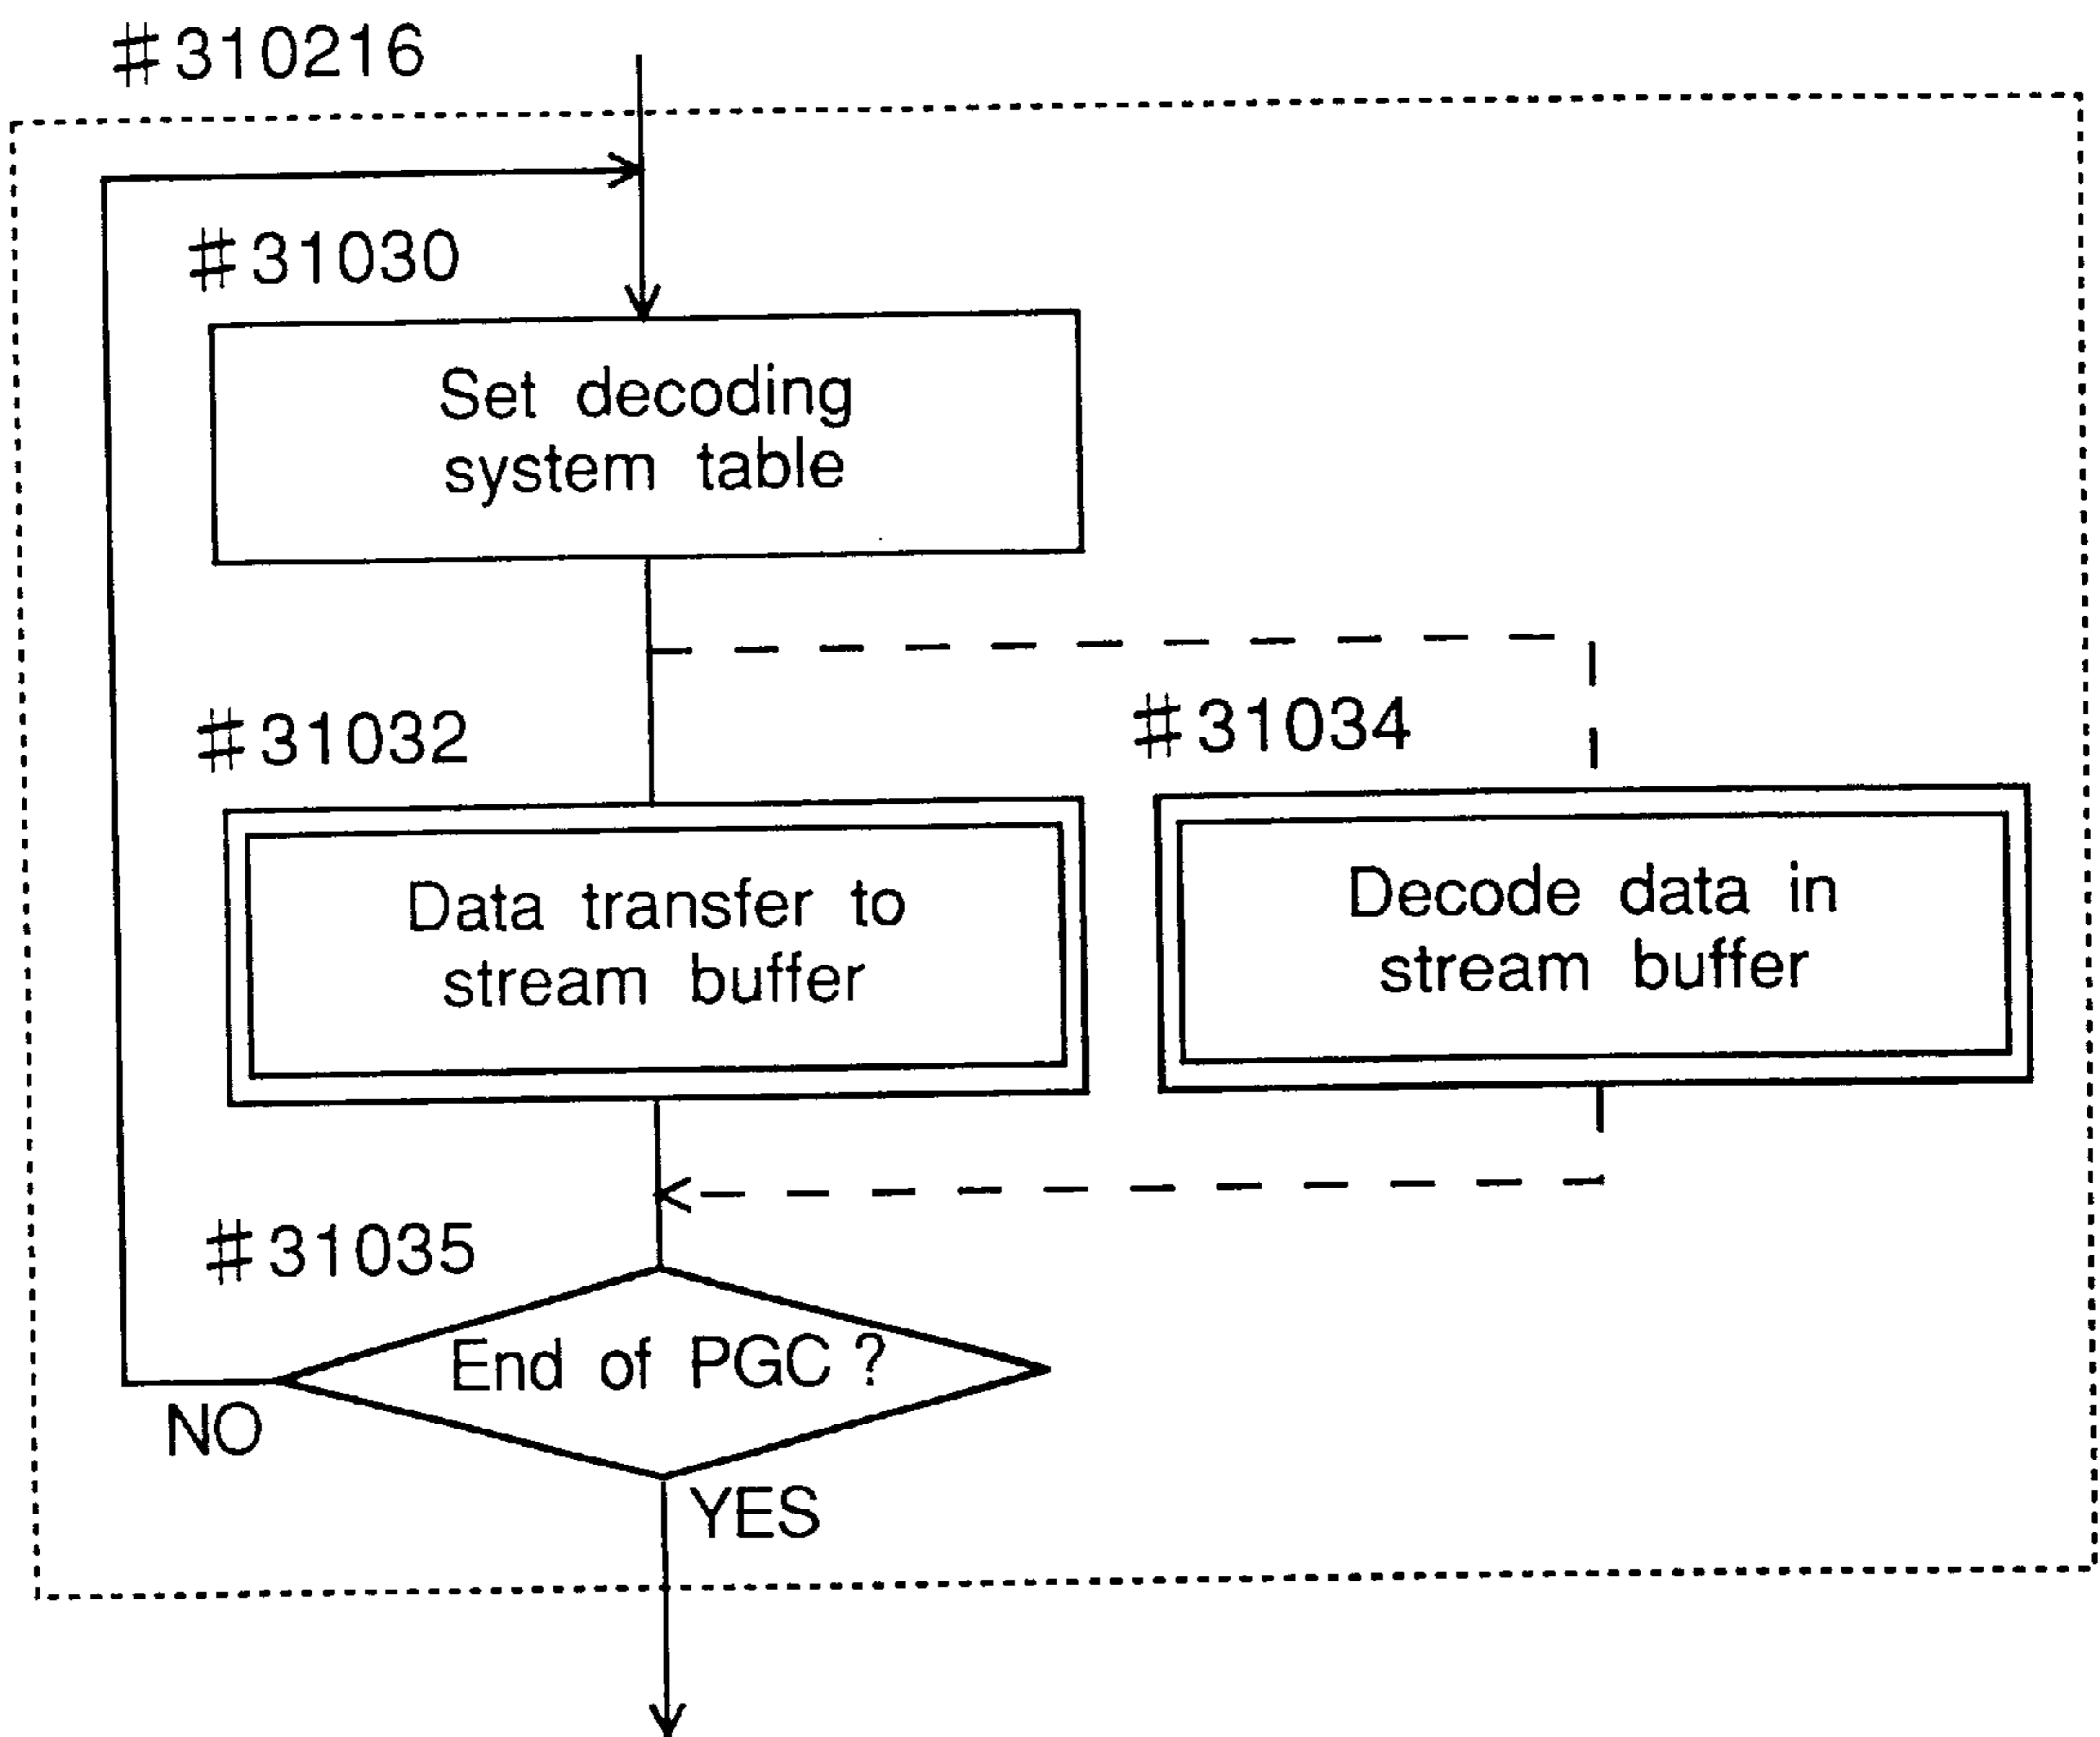 #310216
#31030
Set decoding
system table
#31032
#31034
Data transfer to
stream buffer
Decode data in
stream buffer
#31035
End of PGC ?
NO
YES